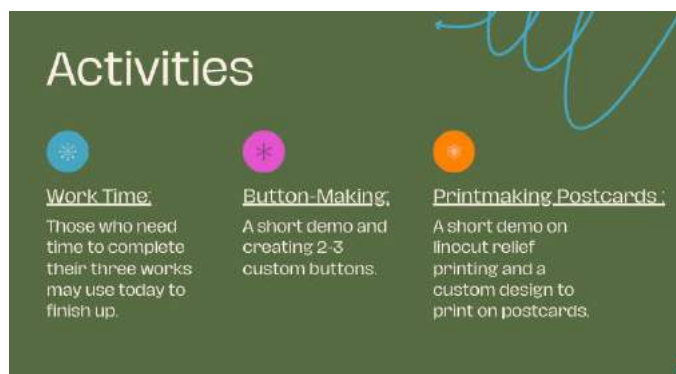 Activities
Work Time:
Those who need
time to complete
their three works
may use today to
finish up.
Button-Making:
A short demo and
creating 2-3
custom buttons.
Printmaking Postcards :
A short demo on
linocut relief
printing and a
custom design to
print on postcards.